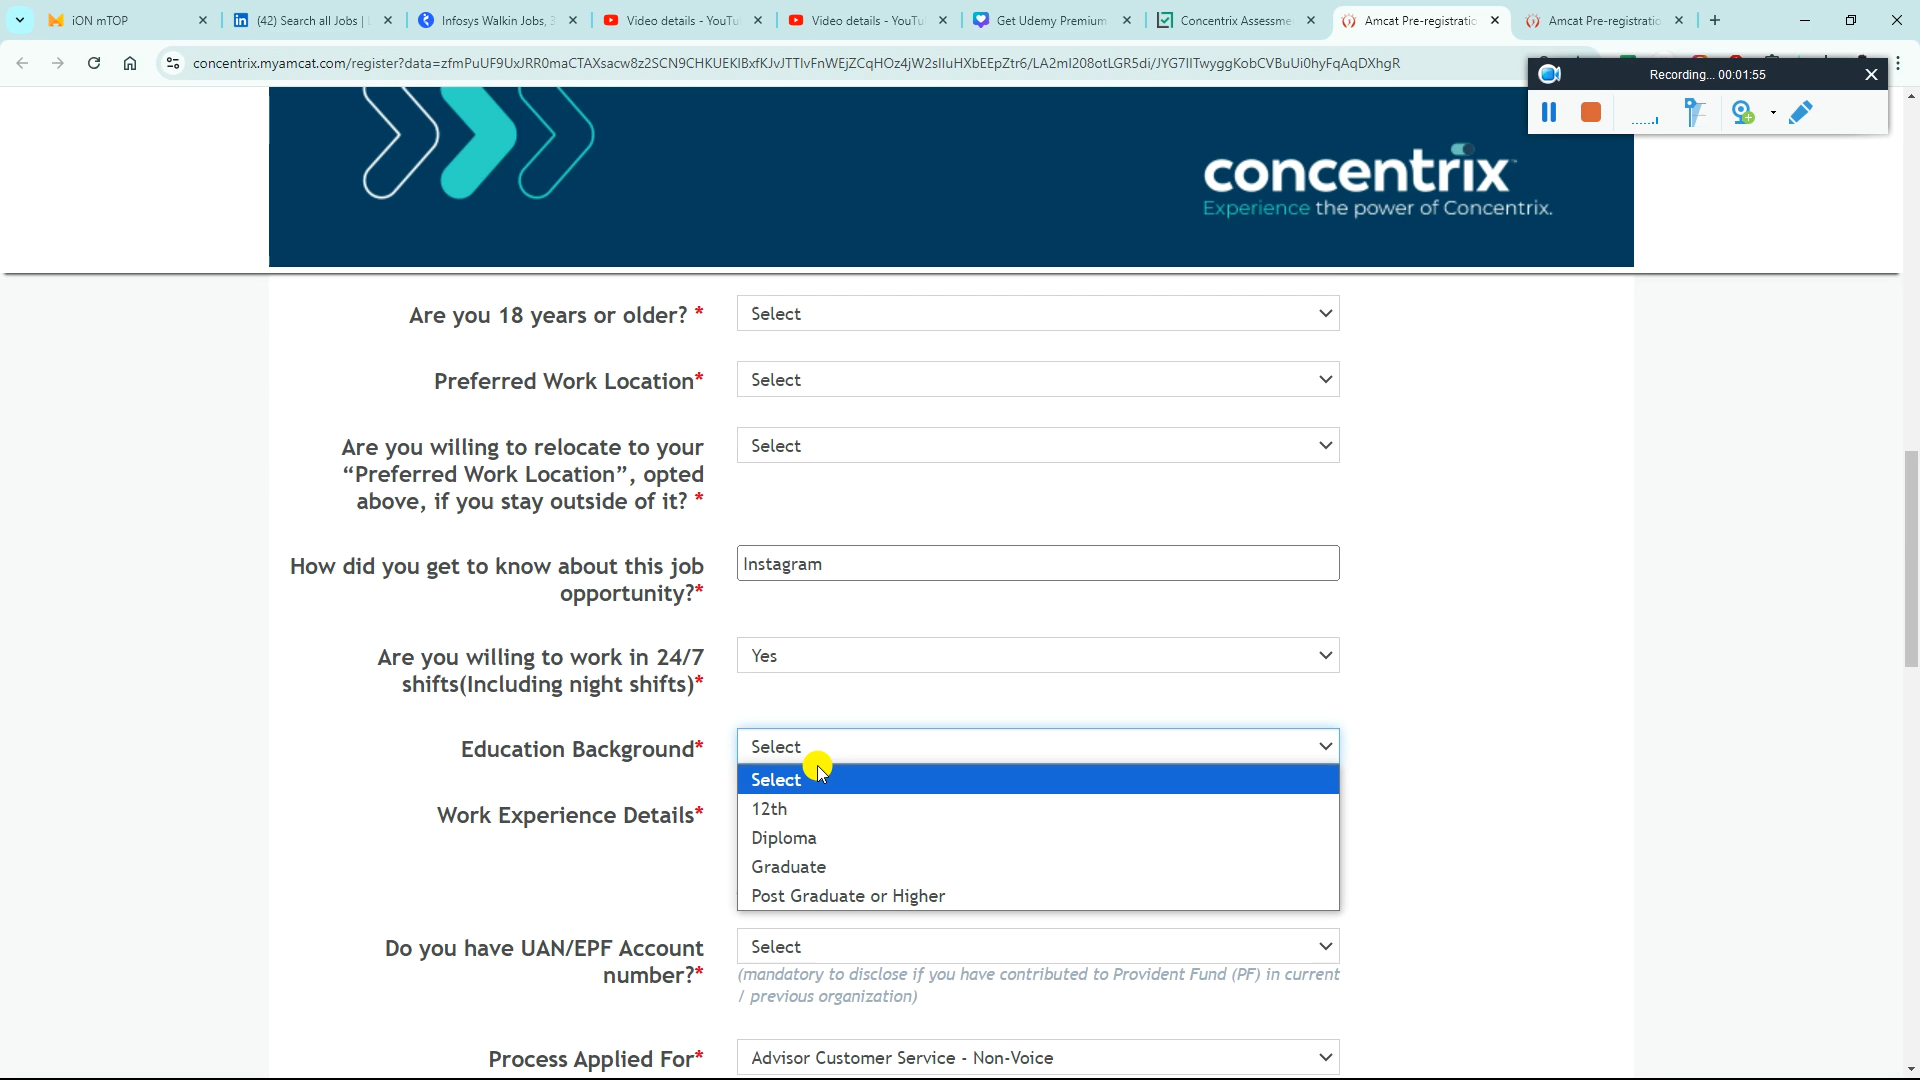 iON mTOP
(42) Search all Jobs | L
Infosys Walkin Jobs, 3
Video details - YouTu
Video details - YouTu
Get Udemy Premium
Concentrix Assessme
Amcat Pre-registratio
Amcat Pre-registratio
concentrix.myamcat.com/register?data=zfmPuUF9UxJRR0maCTAXsacw8z2SCN9CHKUEKIBxfKJvJTTIvFnWEjZCqHOz4jW2sIIuHXbEEpZtr6/LA2mI208otLGR5di/JYG7IITwyggKobCVBuUi0hyFqAqDXhgR
Recording... 00:01:55
concentrix
Experience the power of Concentrix.
Are you 18 years or older? *
Select
Preferred Work Location*
Select
Are you willing to relocate to your
“Preferred Work Location”, opted
above, if you stay outside of it? *
Select
How did you get to know about this job
opportunity?*
Instagram
Are you willing to work in 24/7
shifts(Including night shifts)*
Yes
Education Background*
Select
Select
12th
Diploma
Graduate
Post Graduate or Higher
Work Experience Details*
Do you have UAN/EPF Account
number?*
Select
(mandatory to disclose if you have contributed to Provident Fund (PF) in current
/ previous organization)
Process Applied For*
Advisor Customer Service - Non-Voice